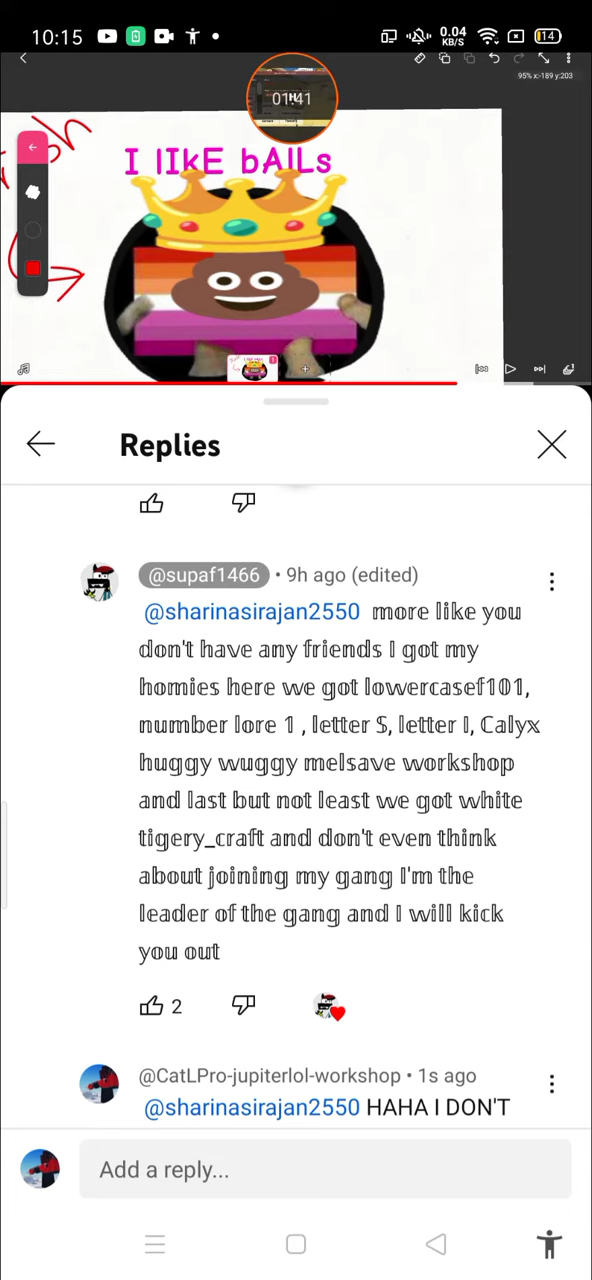 10:15
0.04
KB/S
14
95% x:-189 y:203
01:41
I lIkE bAlLs
Replies
@supaf1466 • 9h ago (edited)
@sharinasirajan2550 more like you
don't have any friends I got my
homies here we got lowercasef101,
number lore 1 , letter S, letter I, Calyx
huggy wuggy melsave workshop
and last but not least we got white
tigery_craft and don't even think
about joining my gang I'm the
leader of the gang and I will kick
you out
2
@CatLPro-jupiterlol-workshop • 1s ago
@sharinasirajan2550 HAHA I DON'T
Add a reply...